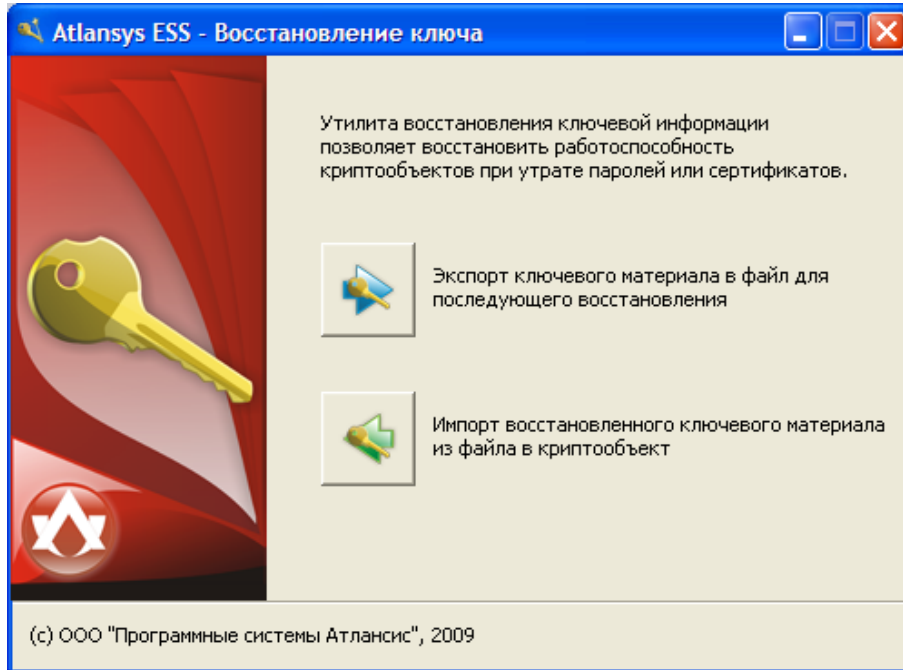 Atlansys ESS - Восстановление ключа
Утилита восстановления ключевой информации
позволяет восстановить работоспособность
криптообъектов при утрате паролей или сертификатов.
Экспорт ключевого материала в файл для
последующего восстановления
Импорт восстановленного ключевого материала
из файла в криптообъект
(c) ООО "Программные системы Атлансис", 2009